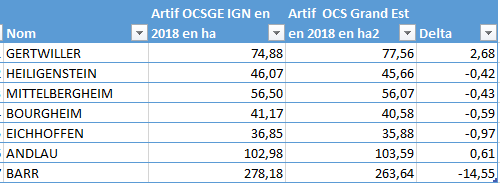 Nom Artif OCSGE IGN en 2018 en ha Artif OCS Grand Est en 2018 en ha2 Delta
GERTWILLER 74,88 77,56 2,68
HEILIGENSTEIN 46,07 45,66 -0,42
MITTELBERGHEIM 56,50 56,07 -0,43
BOURGHEIM 41,17 40,58 -0,59
EICHHOFFEN 36,85 35,88 -0,97
ANDLAU 102,98 103,59 0,61
BARR 278,18 263,64 -14,55